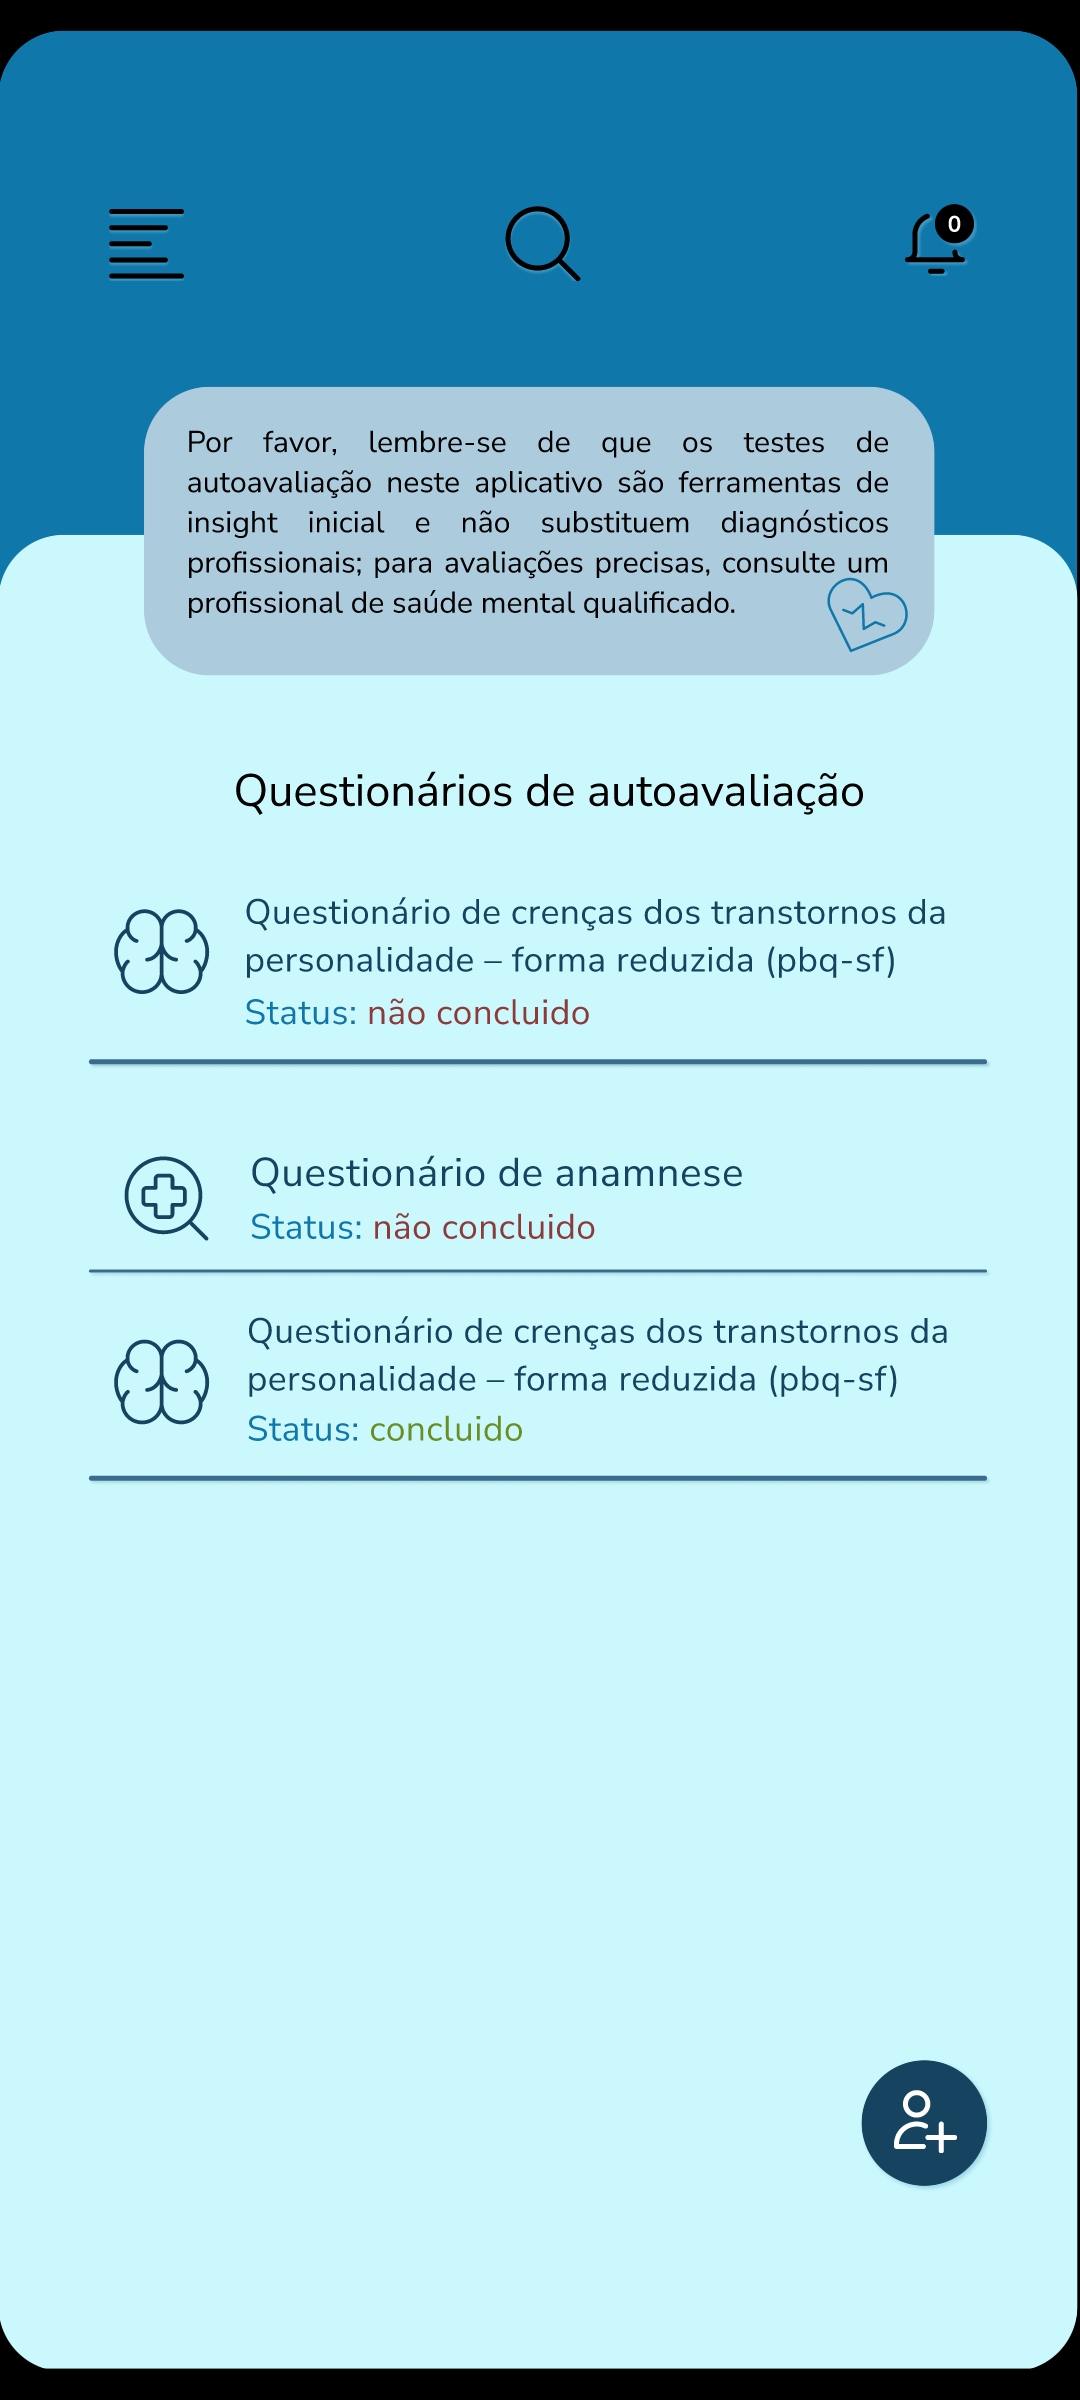 0
Por favor, lembre-se de que os testes de
autoavaliação neste aplicativo são ferramentas de
insight inicial e não substituem diagnósticos
profissionais; para avaliações precisas, consulte um
profissional de saúde mental qualificado.
Questionários de autoavaliação
Questionário de crenças dos transtornos da
personalidade – forma reduzida (pbq-sf)
Status: não concluido
Questionário de anamnese
Status: não concluido
Questionário de crenças dos transtornos da
personalidade – forma reduzida (pbq-sf)
Status: concluido